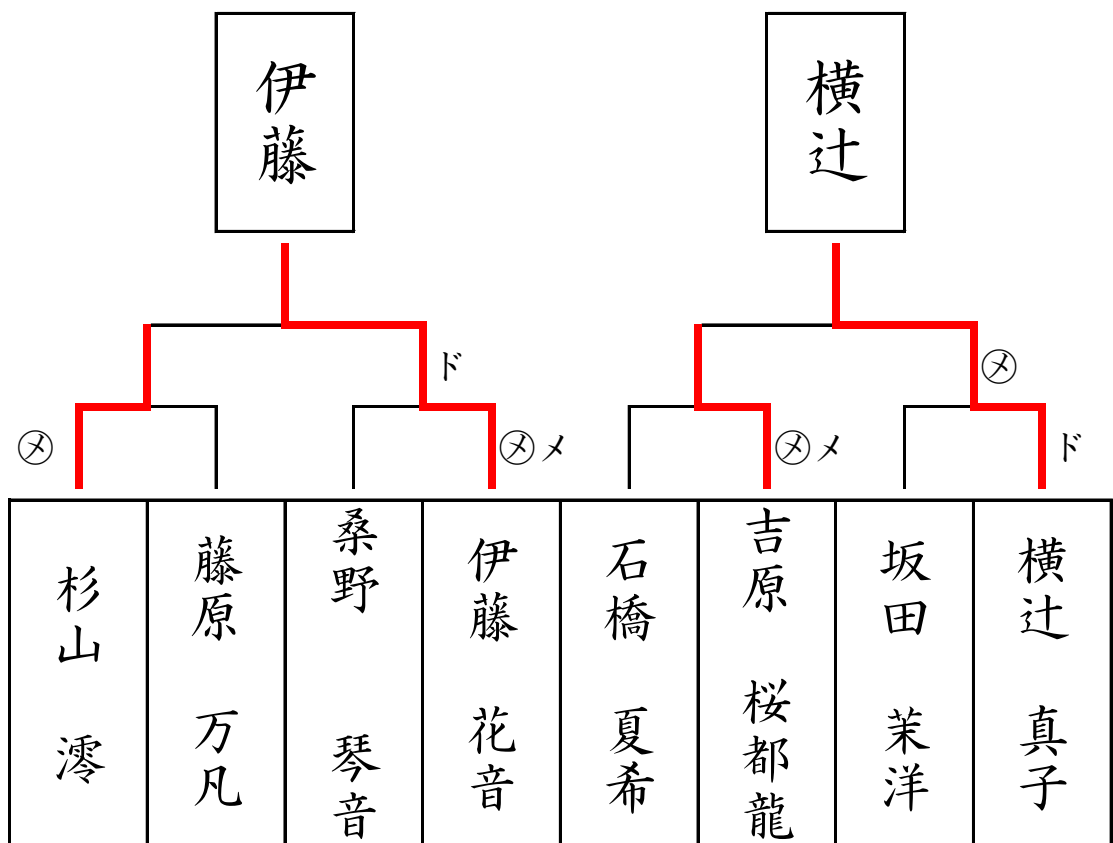 伊藤
横辻
ド
㋱
㋱
㋱メ
㋱メ
ド
杉山 澪
藤原 万凡
桑野 琴音
伊藤 花音
石橋 夏希
吉原 桜都龍
坂田 茉洋
横辻 真子